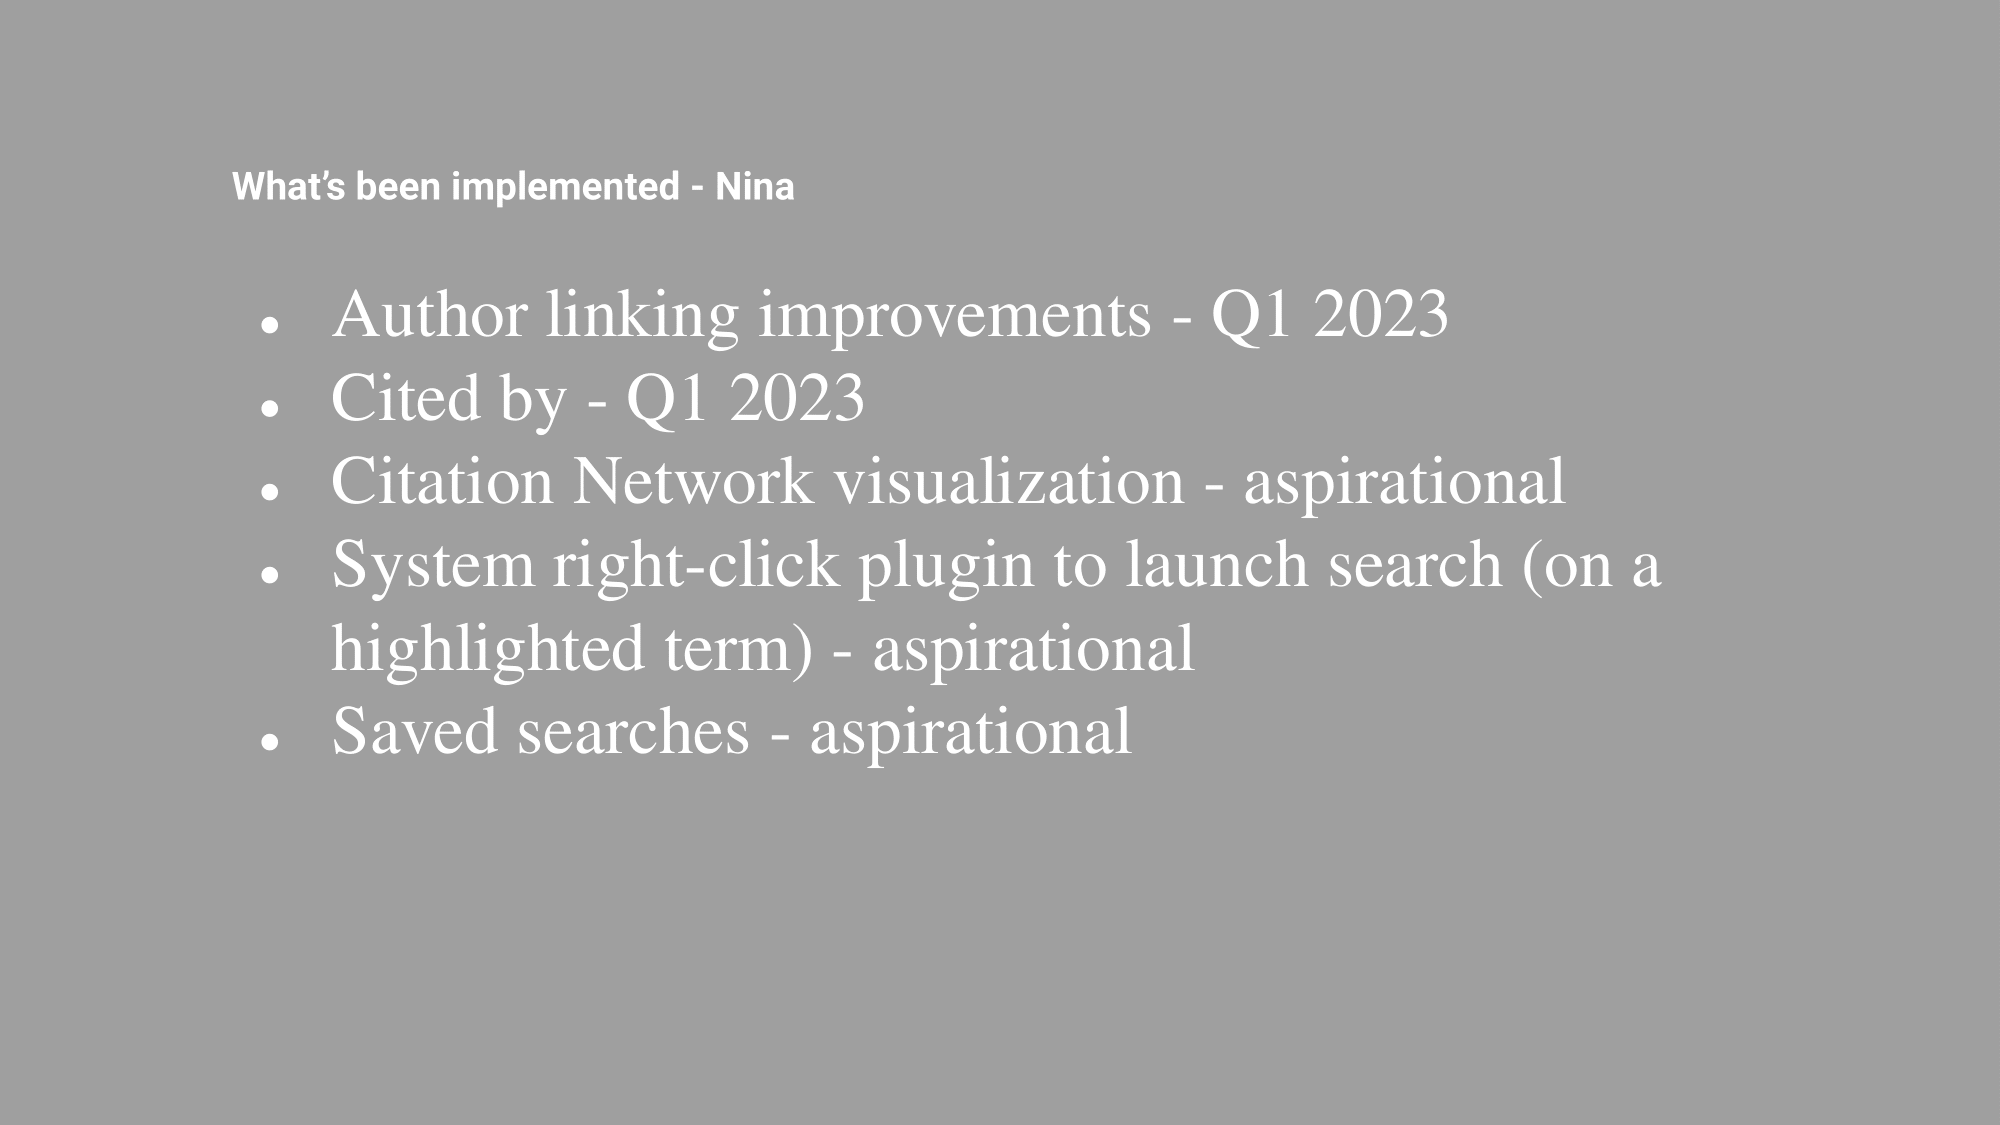 What’s been implemented - Nina
• Author linking improvements - Q1 2023
• Cited by - Q1 2023
• Citation Network visualization - aspirational
• System right-click plugin to launch search (on a
highlighted term) - aspirational
• Saved searches - aspirational